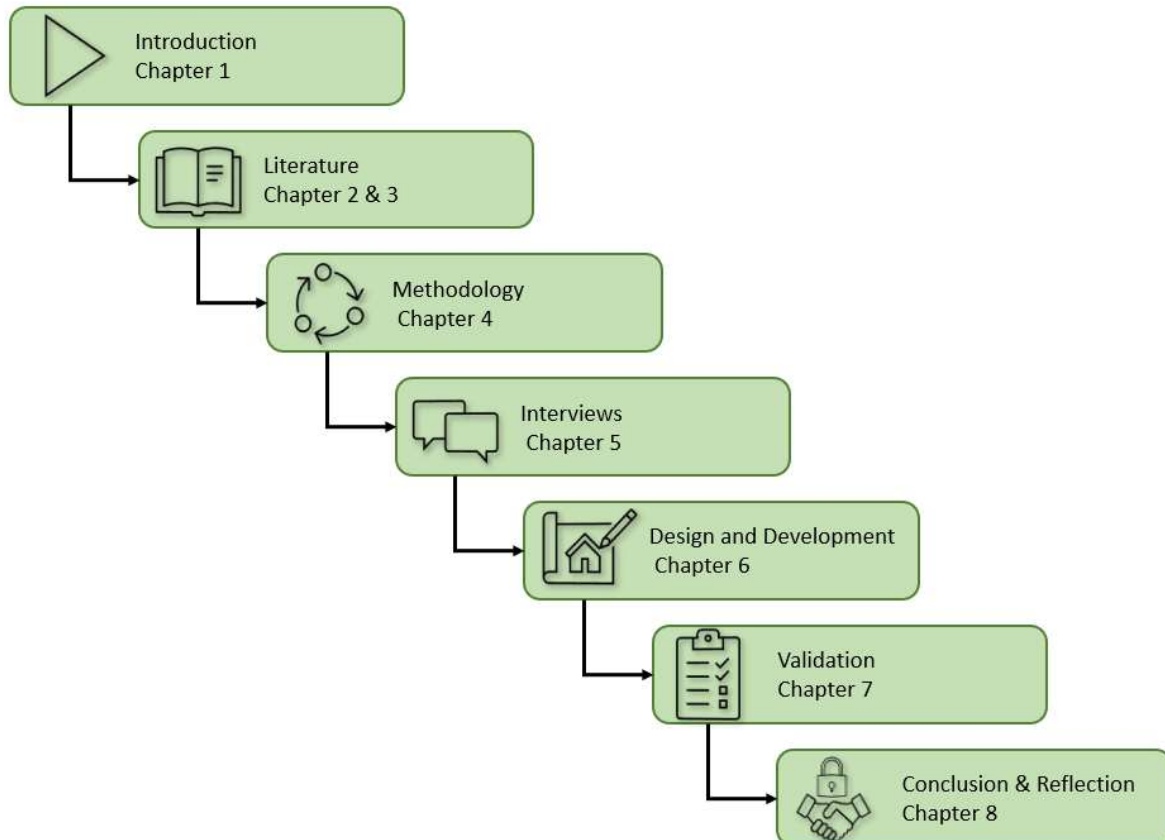 Introduction
Chapter 1
Literature
Chapter 2 & 3
Methodology
Chapter 4
Interviews
Chapter 5
Design and Development
Chapter 6
Validation
Chapter 7
Conclusion & Reflection
Chapter 8